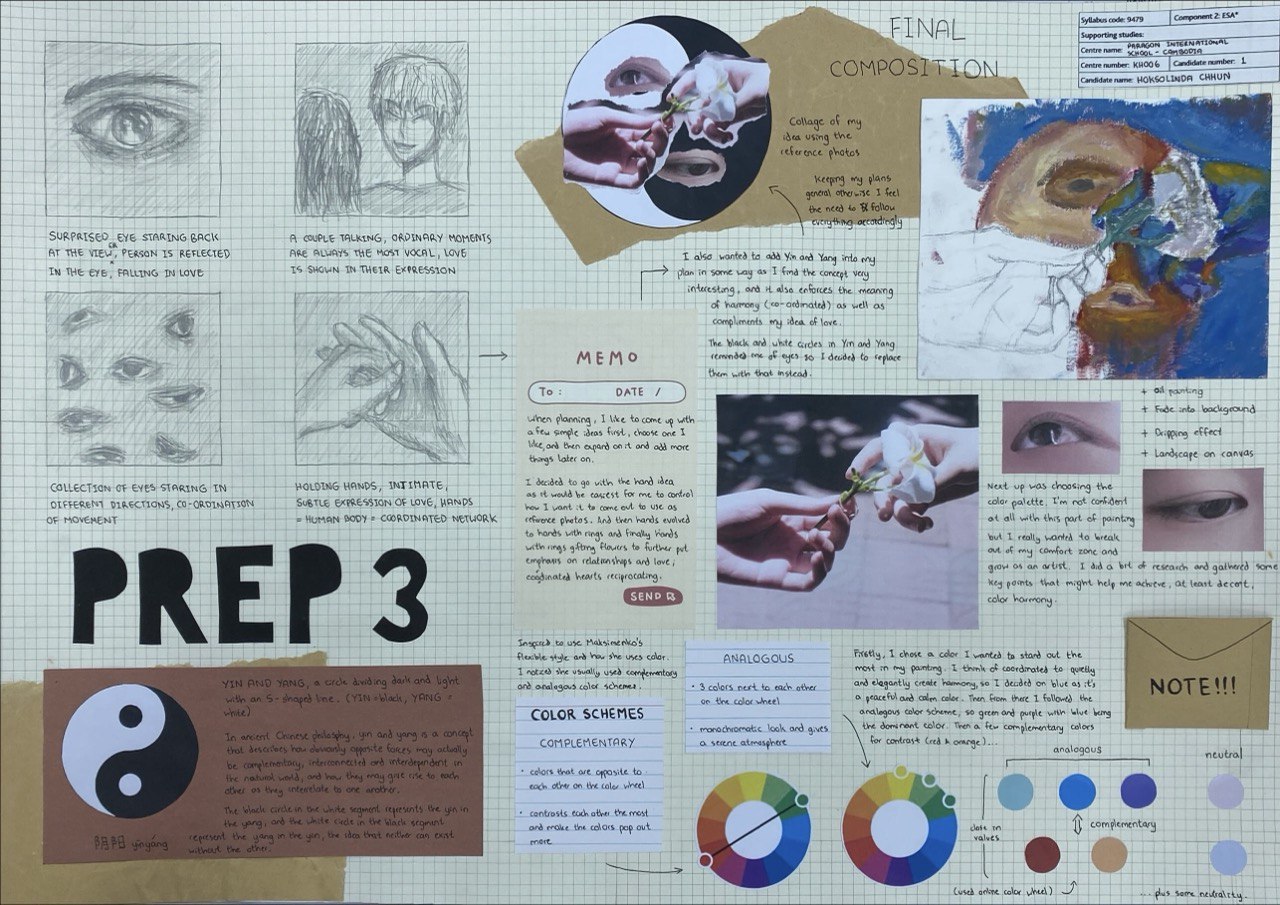 FINAL
COMPOSITION
Syllabus code: 9479
Component 2: ESA*
Supporting studies:
Centre name: PARAGON INTERNATIONAL
SCHOOL - CAMBODIA
Centre number: KH006
Candidate number: 1
Candidate name: HOKSOLINDA CHHUN
SURPRISED EYE STARING BACK
AT THE VIEW, OR PERSON IS REFLECTED
IN THE EYE, FALLING IN LOVE
A COUPLE TALKING, ORDINARY MOMENTS
ARE ALWAYS THE MOST VOCAL, LOVE
IS SHOWN IN THEIR EXPRESSION
COLLECTION OF EYES STARING IN
DIFFERENT DIRECTIONS, CO-ORDINATION
OF MOVEMENT
HOLDING HANDS, INTIMATE,
SUBTLE EXPRESSION OF LOVE, HANDS
= HUMAN BODY = COORDINATED NETWORK
PREP 3
YIN AND YANG, a circle dividing dark and light
with an S-shaped line. (YIN = black, YANG =
white)
In ancient Chinese philosophy, yin and yang is a concept
that describes how obviously opposite forces may actually
be complementary, interconnected and interdependent in
the natural world, and how they may give rise to each
other as they interrelate to one another.
The black circle in the white segment represents the yin in
the yang, and the white circle in the black segment
represent the yang in the yin, the idea that neither can exist
without the other.
阴阳 yīnyáng
Collage of my
idea using the
reference photos
Keeping my plans
general otherwise I feel
the need to follow
everything accordingly
I also wanted to add Yin and Yang into my
plan in some way as I find the concept very
interesting, and it also enforces the meaning
of harmony (co-ordinated) as well as
compliments my idea of love.
The black and white circles in Yin and Yang
reminded me of eyes so I decided to replace
them with that instead.
MEMO
To: DATE /
When planning, I like to come up with
a few simple ideas first, choose one I
like, and then expand on it and add more
things later on.
I decided to go with the hand idea
as it would be easiest for me to control
how I want it to come out to use as
reference photos. And then hands evolved
to hands with rings and finally hands
with rings gifting flowers to further put
emphasis on relationships and love;
coordinated hearts reciprocating.
SEND
+ Oil painting
+ Fade into background
+ Dripping effect
+ Landscape on canvas
Next up was choosing the
color palette. I'm not confident
at all with this part of painting
but I really wanted to break
out of my comfort zone and
grow as an artist. I did a bit of research and gathered some
key points that might help me achieve, at least decent,
color harmony.
Inspired to use Maksimenko's
flexible style and how she uses color.
I noticed she usually used complementary
and analogous color schemes.
COLOR SCHEMES
COMPLEMENTARY
• colors that are opposite to
each other on the color wheel
• contrasts each other the most
and make the colors pop out
more
ANALOGOUS
• 3 colors next to each other
on the color wheel
• monochromatic look and gives
a serene atmosphere
Firstly, I chose a color I wanted to stand out the
most in my painting. I think of coordinated to quietly
and elegantly create harmony, so I decided on blue as it's
a peaceful and calm color. Then from there I followed the
analogous color scheme, so green and purple with blue being
the dominant color. Then a few complementary colors
for contrast (red & orange)...
NOTE!!!
analogous
neutral
close in
values
complementary
(used online color wheel)
... plus some neutrality.